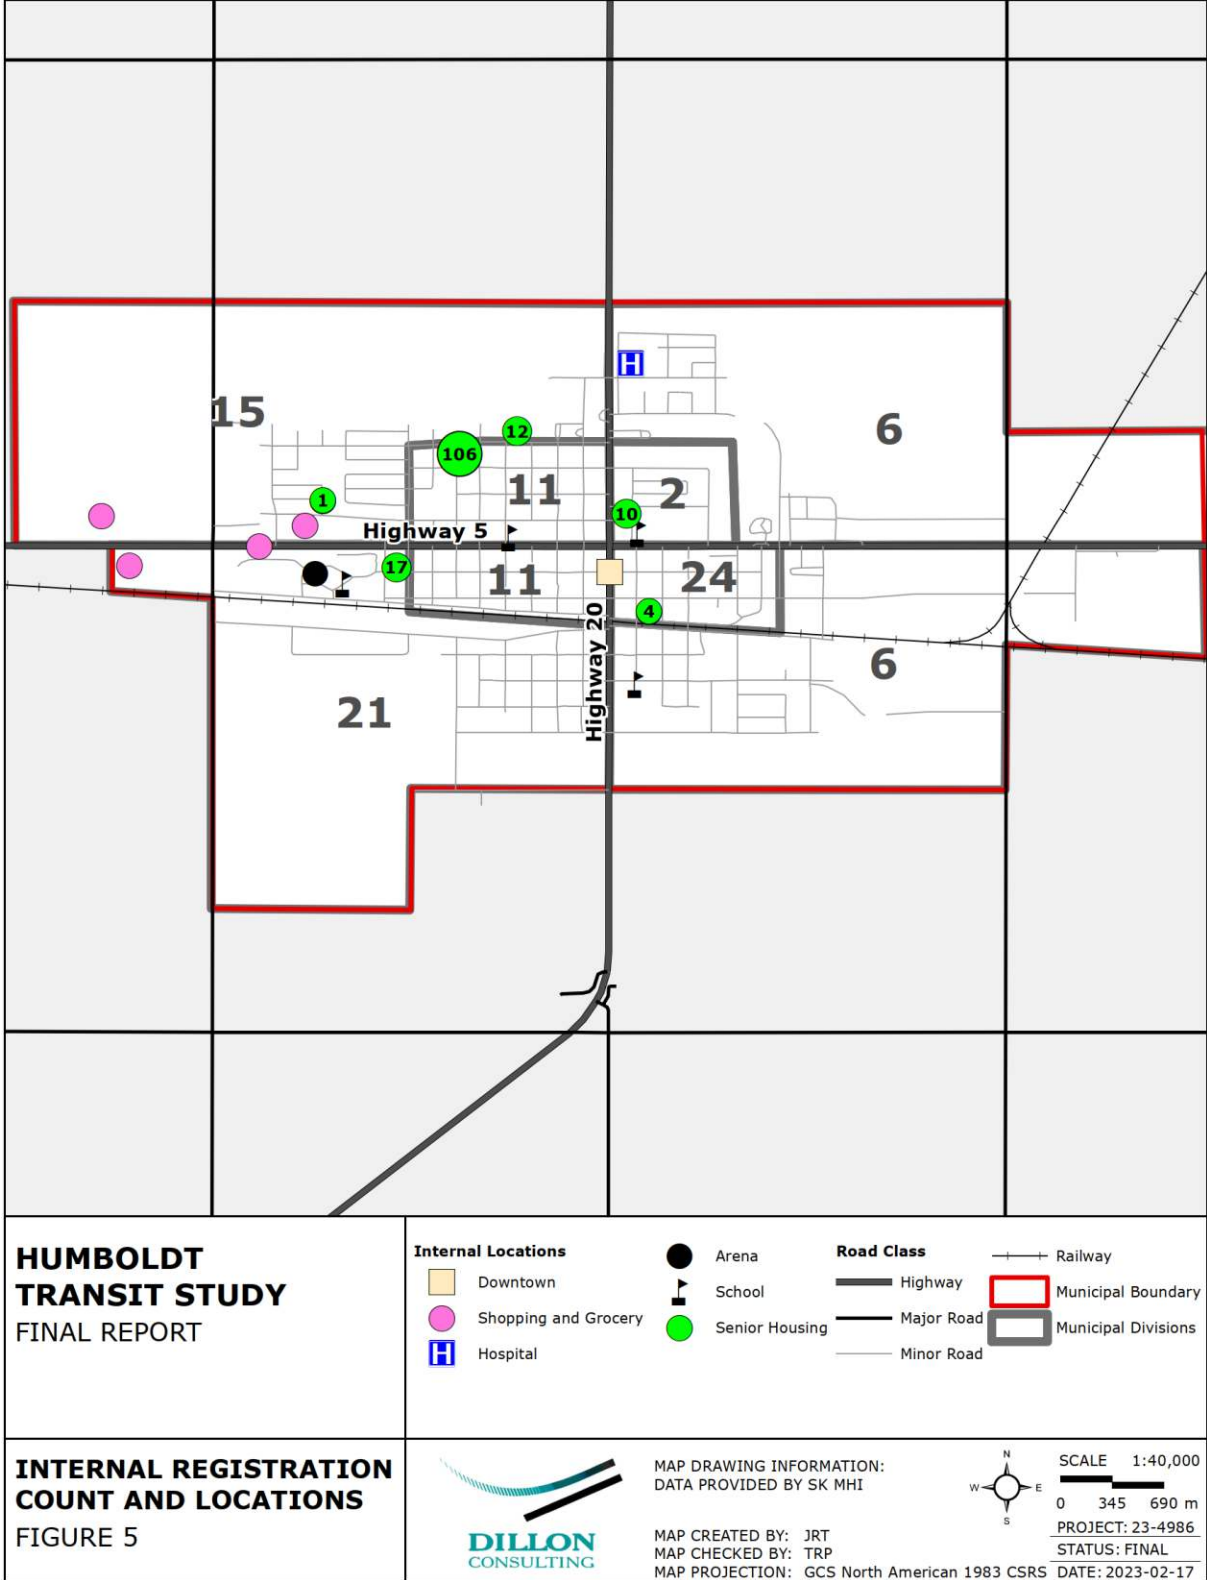 H
15
6
12
106
11
2
1
10
Highway 5
17
11
24
4
Highway 20
6
21
HUMBOLDT
TRANSIT STUDY
FINAL REPORT
Internal Locations
Downtown
Shopping and Grocery
H Hospital
Arena
School
Senior Housing
Road Class
Highway
Major Road
Minor Road
Railway
Municipal Boundary
Municipal Divisions
INTERNAL REGISTRATION
COUNT AND LOCATIONS
FIGURE 5
DILLON
CONSULTING
MAP DRAWING INFORMATION:
DATA PROVIDED BY SK MHI
MAP CREATED BY: JRT
MAP CHECKED BY: TRP
MAP PROJECTION: GCS North American 1983 CSRS
N
W E
S
SCALE 1:40,000
0 345 690 m
PROJECT: 23-4986
STATUS: FINAL
DATE: 2023-02-17